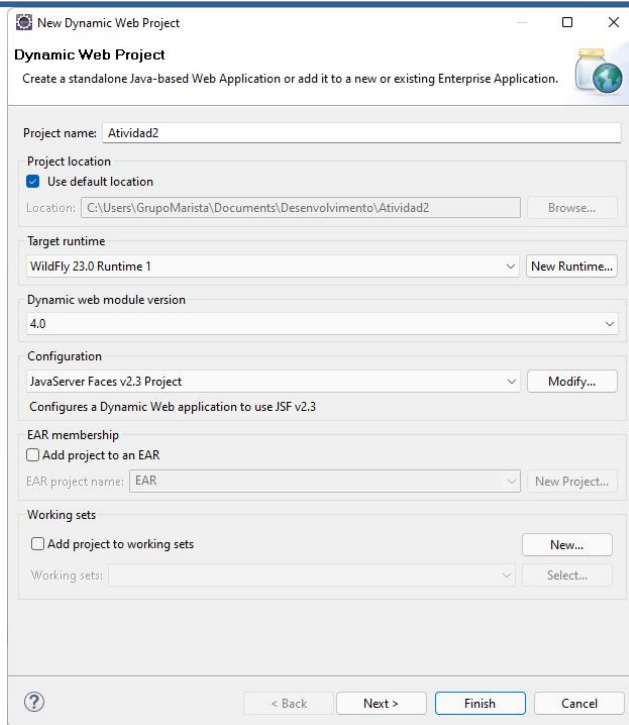 New Dynamic Web Project
Dynamic Web Project
Create a standalone Java-based Web Application or add it to a new or existing Enterprise Application.
Project name: Atividad2
Project location
Use default location
Location: C:\Users\GrupoMarista\Documents\Desenvolvimento\Atividad2 Browse...
Target runtime
WildFly 23.0 Runtime 1 New Runtime...
Dynamic web module version
4.0
Configuration
JavaServer Faces v2.3 Project Modify...
Configures a Dynamic Web application to use JSF v2.3
EAR membership
Add project to an EAR
EAR project name: EAR New Project...
Working sets
Add project to working sets New...
Working sets: Select...
? < Back Next > Finish Cancel